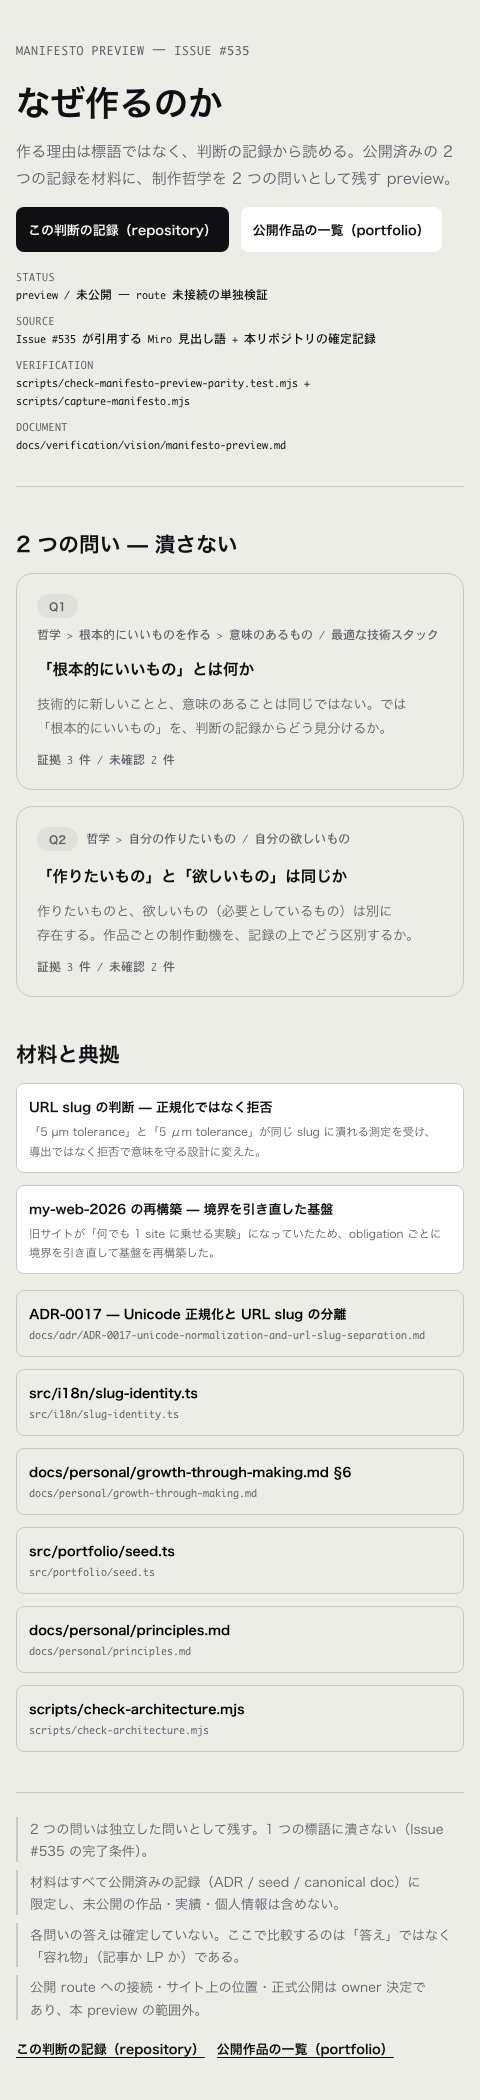 MANIFESTO PREVIEW — ISSUE #535
なぜ作るのか
作る理由は標語ではなく、判断の記録から読める。公開済みの 2
つの記録を材料に、制作哲学を 2 つの問いとして残す preview。
この判断の記録（repository）
公開作品の一覧（portfolio）
STATUS
preview / 未公開 — route 未接続の単独検証
SOURCE
Issue #535 が引用する Miro 見出し語 + 本リポジトリの確定記録
VERIFICATION
scripts/check-manifesto-preview-parity.test.mjs +
scripts/capture-manifesto.mjs
DOCUMENT
docs/verification/vision/manifesto-preview.md
2 つの問い — 潰さない
Q1
哲学 > 根本的にいいものを作る > 意味のあるもの / 最適な技術スタック
「根本的にいいもの」とは何か
技術的に新しいことと、意味のあることは同じではない。では
「根本的にいいもの」を、判断の記録からどう見分けるか。
証拠 3 件 / 未確認 2 件
Q2 哲学 > 自分の作りたいもの / 自分の欲しいもの
「作りたいもの」と「欲しいもの」は同じか
作りたいものと、欲しいもの（必要としているもの）は別に
存在する。作品ごとの制作動機を、記録の上でどう区別するか。
証拠 3 件 / 未確認 2 件
材料と典拠
URL slug の判断 — 正規化ではなく拒否
「5 µm tolerance」と「5 μm tolerance」が同じ slug に潰れる測定を受け、
導出ではなく拒否で意味を守る設計に変えた。
my-web-2026 の再構築 — 境界を引き直した基盤
旧サイトが「何でも 1 site に乗せる実験」になっていたため、obligation ごとに
境界を引き直して基盤を再構築した。
ADR-0017 — Unicode 正規化と URL slug の分離
docs/adr/ADR-0017-unicode-normalization-and-url-slug-separation.md
src/i18n/slug-identity.ts
src/i18n/slug-identity.ts
docs/personal/growth-through-making.md §6
docs/personal/growth-through-making.md
src/portfolio/seed.ts
src/portfolio/seed.ts
docs/personal/principles.md
docs/personal/principles.md
scripts/check-architecture.mjs
scripts/check-architecture.mjs
2 つの問いは独立した問いとして残す。1 つの標語に潰さない（Issue
#535 の完了条件）。
材料はすべて公開済みの記録（ADR / seed / canonical doc）に
限定し、未公開の作品・実績・個人情報は含めない。
各問いの答えは確定していない。ここで比較するのは「答え」ではなく
「容れ物」（記事か LP か）である。
公開 route への接続・サイト上の位置・正式公開は owner 決定で
あり、本 preview の範囲外。
この判断の記録（repository） 公開作品の一覧（portfolio）